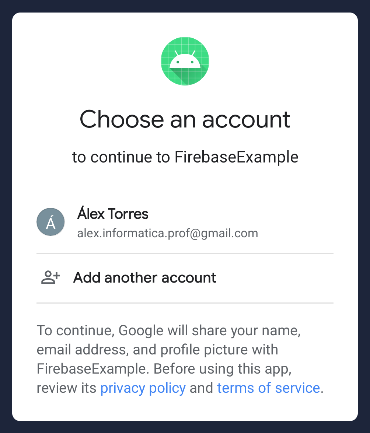 Choose an account
to continue to FirebaseExample
Á
Álex Torres
alex.informatica.prof@gmail.com
Add another account
To continue, Google will share your name,
email address, and profile picture with
FirebaseExample. Before using this app,
review its privacy policy and terms of service.